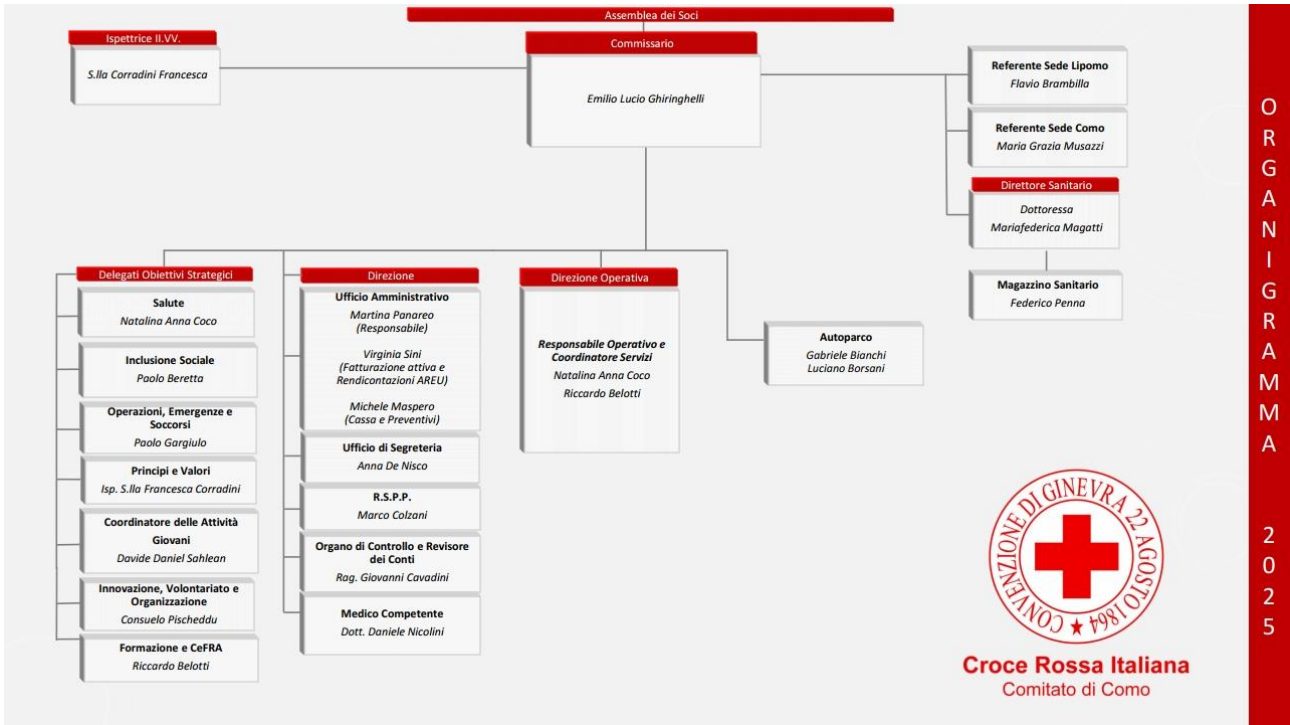 Assemblea dei Soci
Ispettrice II.VV.
S.lla Corradini Francesca
Commissario
Emilio Lucio Ghiringhelli
Referente Sede Lipomo
Flavio Brambilla
Referente Sede Como
Maria Grazia Musazzi
Direttore Sanitario
Dottoressa
Mariafederica Magatti
Magazzino Sanitario
Federico Penna
Delegati Obiettivi Strategici
Salute
Natalina Anna Coco
Inclusione Sociale
Paolo Beretta
Operazioni, Emergenze e
Soccorsi
Paolo Gargiulo
Principi e Valori
Isp. S.lla Francesca Corradini
Coordinatore delle Attività
Giovani
Davide Daniel Sahlean
Innovazione, Volontariato e
Organizzazione
Consuelo Pischeddu
Formazione e CeFRA
Riccardo Belotti
Direzione
Ufficio Amministrativo
Martina Panareo
(Responsabile)
Virginia Sini
(Fatturazione attiva e
Rendicontazioni AREU)
Michele Maspero
(Cassa e Preventivi)
Ufficio di Segreteria
Anna De Nisco
R.S.P.P.
Marco Colzani
Organo di Controllo e Revisore
dei Conti
Rag. Giovanni Cavadini
Medico Competente
Dott. Daniele Nicolini
Direzione Operativa
Responsabile Operativo e
Coordinatore Servizi
Natalina Anna Coco
Riccardo Belotti
Autoparco
Gabriele Bianchi
Luciano Borsani
CONVENZIONE DI GINEVRA 22 AGOSTO 1864
Croce Rossa Italiana
Comitato di Como
ORGANIGRAMMA 2025